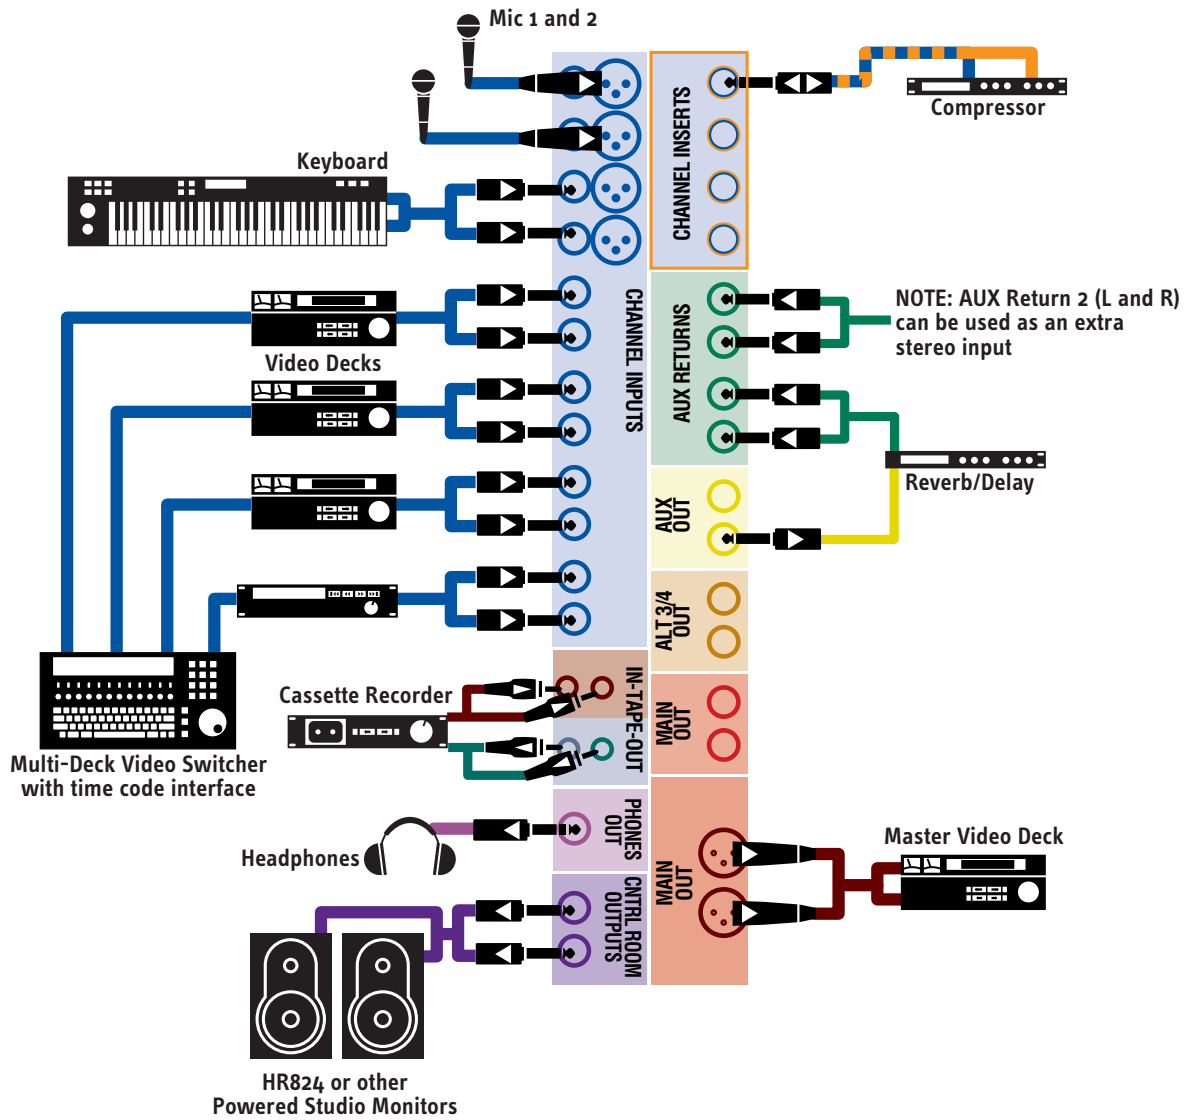 Mic 1 and 2
Compressor
Keyboard
CHANNEL INSERTS
CHANNEL INPUTS
NOTE: AUX Return 2 (L and R)
can be used as an extra
stereo input
Video Decks
AUX RETURNS
Reverb/Delay
AUX
OUT
ALT 3/4
OUT
Cassette Recorder
IN-TAPE-OUT
MAIN
OUT
Multi-Deck Video Switcher
with time code interface
PHONES
OUT
Headphones
Master Video Deck
MAIN
OUT
CNTRL ROOM
OUTPUTS
HR824 or other
Powered Studio Monitors